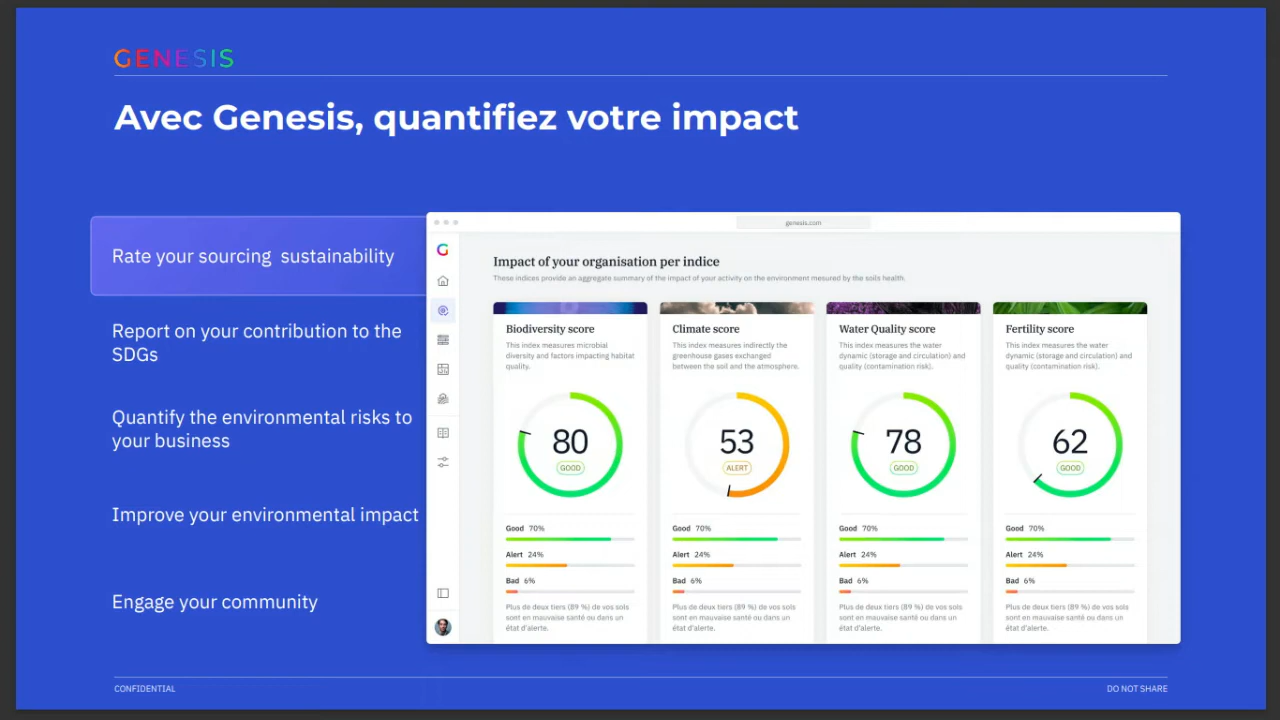 GENESIS
Avec Genesis, quantifiez votre impact
Rate your sourcing  sustainability
Report on your contribution to the
SDGs
Quantify the environmental risks to
your business
Improve your environmental impact
Engage your community
genesis.com
G
Impact of your organisation per indice
These indices provide an aggregate summary of the impact of your activity on the environment mesured by the soils health.
Biodiversity score
This index measures microbial
diversity and factors impacting habitat
quality.
80
GOOD
Good 70%
Alert 24%
Bad 6%
Plus de deux tiers (89 %) de vos sols
sont en mauvaise santé ou dans un
état d'alerte.
Climate score
This index measures indirectly the
greenhouse gases exchanged
between the soil and the atmosphere.
53
ALERT
Good 70%
Alert 24%
Bad 6%
Plus de deux tiers (89 %) de vos sols
sont en mauvaise santé ou dans un
état d'alerte.
Water Quality score
This index measures the water
dynamic (storage and circulation) and
quality (contamination risk).
78
GOOD
Good 70%
Alert 24%
Bad 6%
Plus de deux tiers (89 %) de vos sols
sont en mauvaise santé ou dans un
état d'alerte.
Fertility score
This index measures the water
dynamic (storage and circulation) and
quality (contamination risk).
62
GOOD
Good 70%
Alert 24%
Bad 6%
Plus de deux tiers (89 %) de vos sols
sont en mauvaise santé ou dans un
état d'alerte.
CONFIDENTIAL
DO NOT SHARE